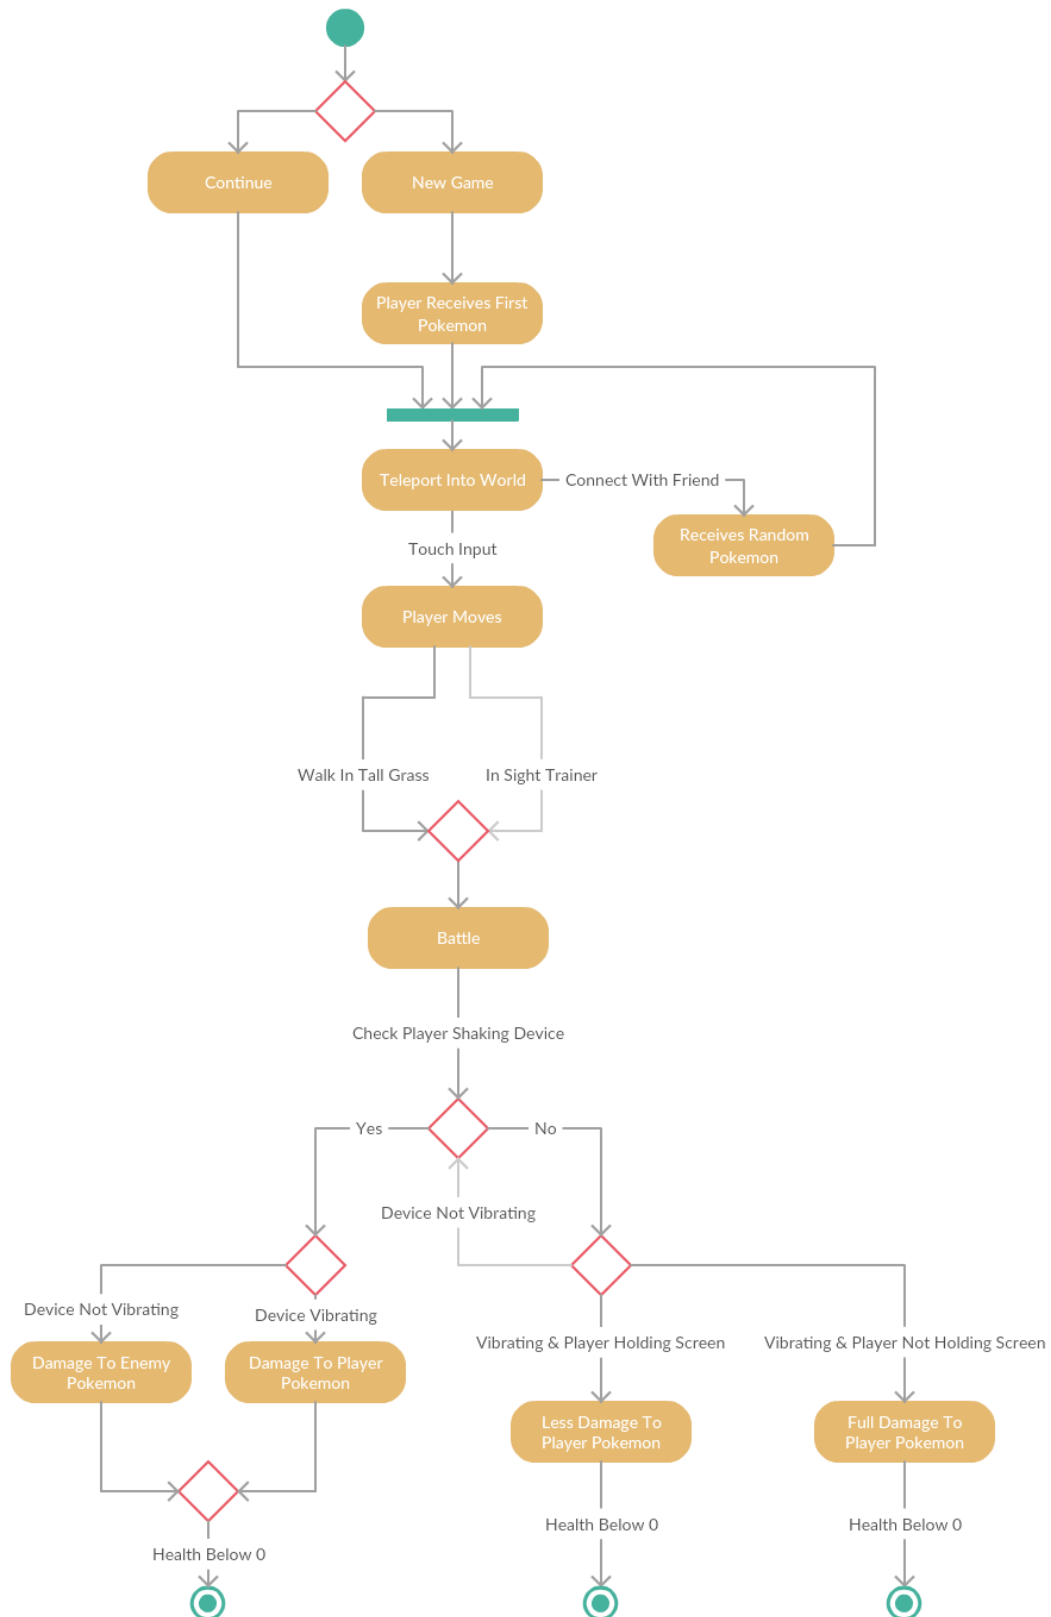 Continue
New Game
Player Receives First
Pokemon
Teleport Into World
Connect With Friend
Receives Random
Pokemon
Touch Input
Player Moves
Walk In Tall Grass
In Sight Trainer
Battle
Check Player Shaking Device
Yes
No
Device Not Vibrating
Device Not Vibrating
Device Vibrating
Vibrating & Player Holding Screen
Vibrating & Player Not Holding Screen
Damage To Enemy
Pokemon
Damage To Player
Pokemon
Less Damage To
Player Pokemon
Full Damage To
Player Pokemon
Health Below 0
Health Below 0
Health Below 0